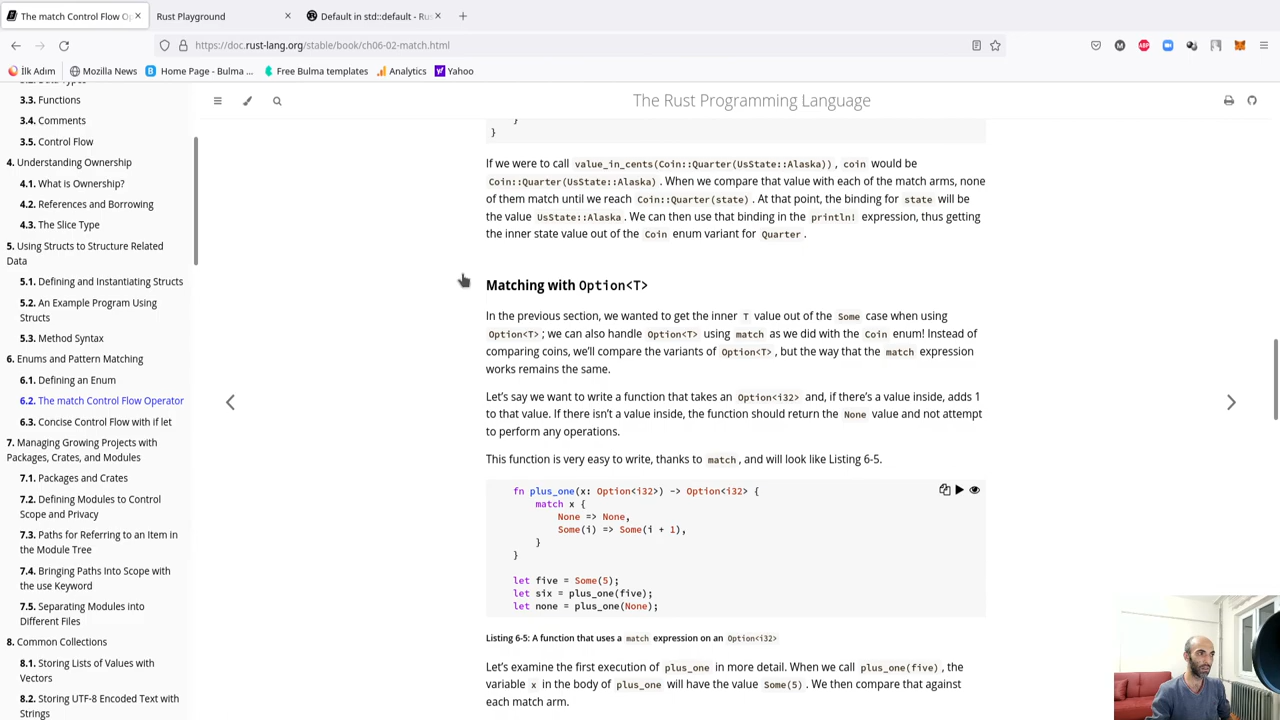 The match Control Flow Op
Rust Playground
Default in std::default - Rus
https://doc.rust-lang.org/stable/book/ch06-02-match.html
İlk Adım
Mozilla News
Home Page - Bulma ...
Free Bulma templates
Analytics
Yahoo
3.3. Functions
3.4. Comments
3.5. Control Flow
4. Understanding Ownership
4.1. What is Ownership?
4.2. References and Borrowing
4.3. The Slice Type
5. Using Structs to Structure Related
Data
5.1. Defining and Instantiating Structs
5.2. An Example Program Using
Structs
5.3. Method Syntax
6. Enums and Pattern Matching
6.1. Defining an Enum
6.2. The match Control Flow Operator
6.3. Concise Control Flow with if let
7. Managing Growing Projects with
Packages, Crates, and Modules
7.1. Packages and Crates
7.2. Defining Modules to Control
Scope and Privacy
7.3. Paths for Referring to an Item in
the Module Tree
7.4. Bringing Paths Into Scope with
the use Keyword
7.5. Separating Modules into
Different Files
8. Common Collections
8.1. Storing Lists of Values with
Vectors
8.2. Storing UTF-8 Encoded Text with
Strings
The Rust Programming Language
}
}
If we were to call value_in_cents(Coin::Quarter(UsState::Alaska)), coin would be
Coin::Quarter(UsState::Alaska). When we compare that value with each of the match arms, none
of them match until we reach Coin::Quarter(state). At that point, the binding for state will be
the value UsState::Alaska. We can then use that binding in the println! expression, thus getting
the inner state value out of the Coin enum variant for Quarter.
Matching with Option<T>
In the previous section, we wanted to get the inner T value out of the Some case when using
Option<T>; we can also handle Option<T> using match as we did with the Coin enum! Instead of
comparing coins, we'll compare the variants of Option<T>, but the way that the match expression
works remains the same.
Let's say we want to write a function that takes an Option<i32> and, if there's a value inside, adds 1
to that value. If there isn't a value inside, the function should return the None value and not attempt
to perform any operations.
This function is very easy to write, thanks to match, and will look like Listing 6-5.
fn plus_one(x: Option<i32>) -> Option<i32> {
match x {
None => None,
Some(i) => Some(i + 1),
}
}
let five = Some(5);
let six = plus_one(five);
let none = plus_one(None);
Listing 6-5: A function that uses a match expression on an Option<i32>
Let's examine the first execution of plus_one in more detail. When we call plus_one(five), the
variable x in the body of plus_one will have the value Some(5). We then compare that against
each match arm.